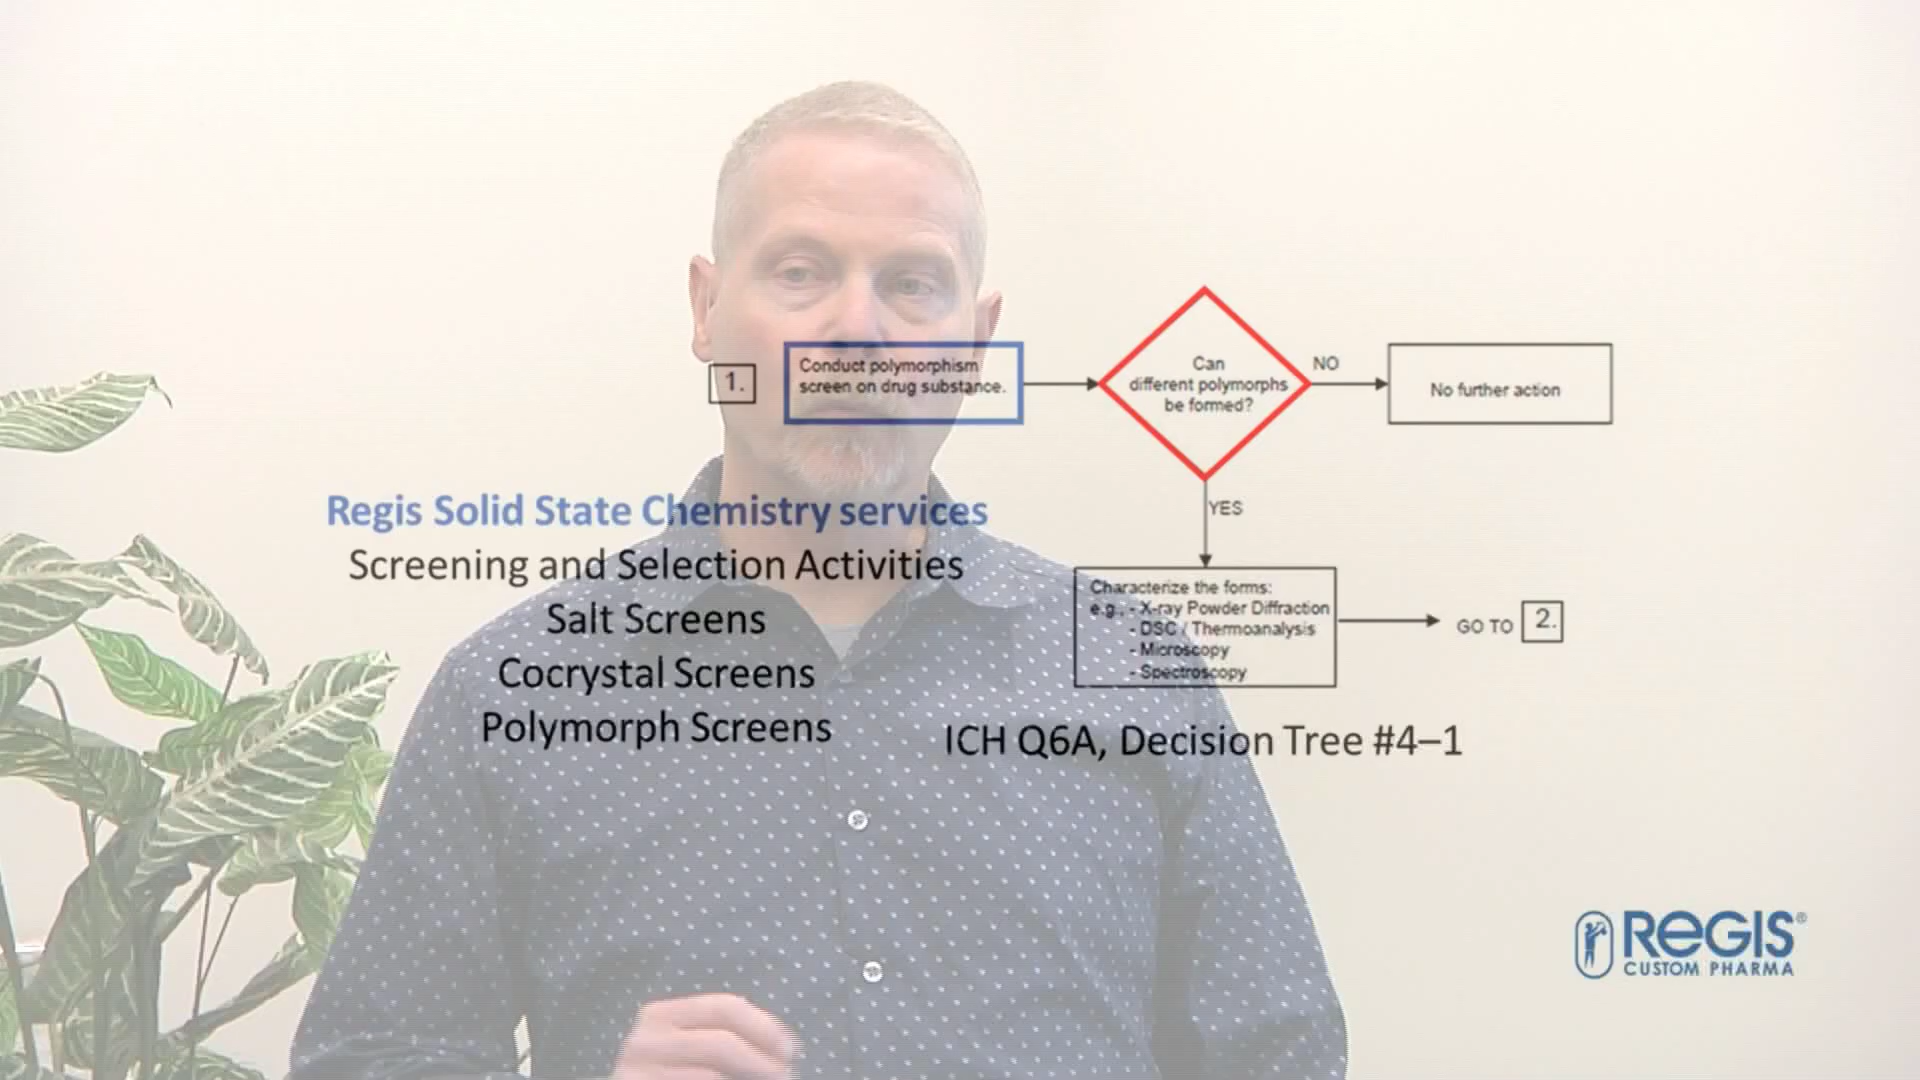 1.
Conduct polymorphism
screen on drug substance.
Can
different polymorphs
be formed?
NO
No further action
YES
Characterize the forms:
e.g., - X-ray Powder Diffraction
- DSC / Thermoanalysis
- Microscopy
- Spectroscopy
GO TO 2.
ICH Q6A, Decision Tree #4–1
Regis Solid State Chemistry services
Screening and Selection Activities
Salt Screens
Cocrystal Screens
Polymorph Screens
REGIS®
CUSTOM PHARMA